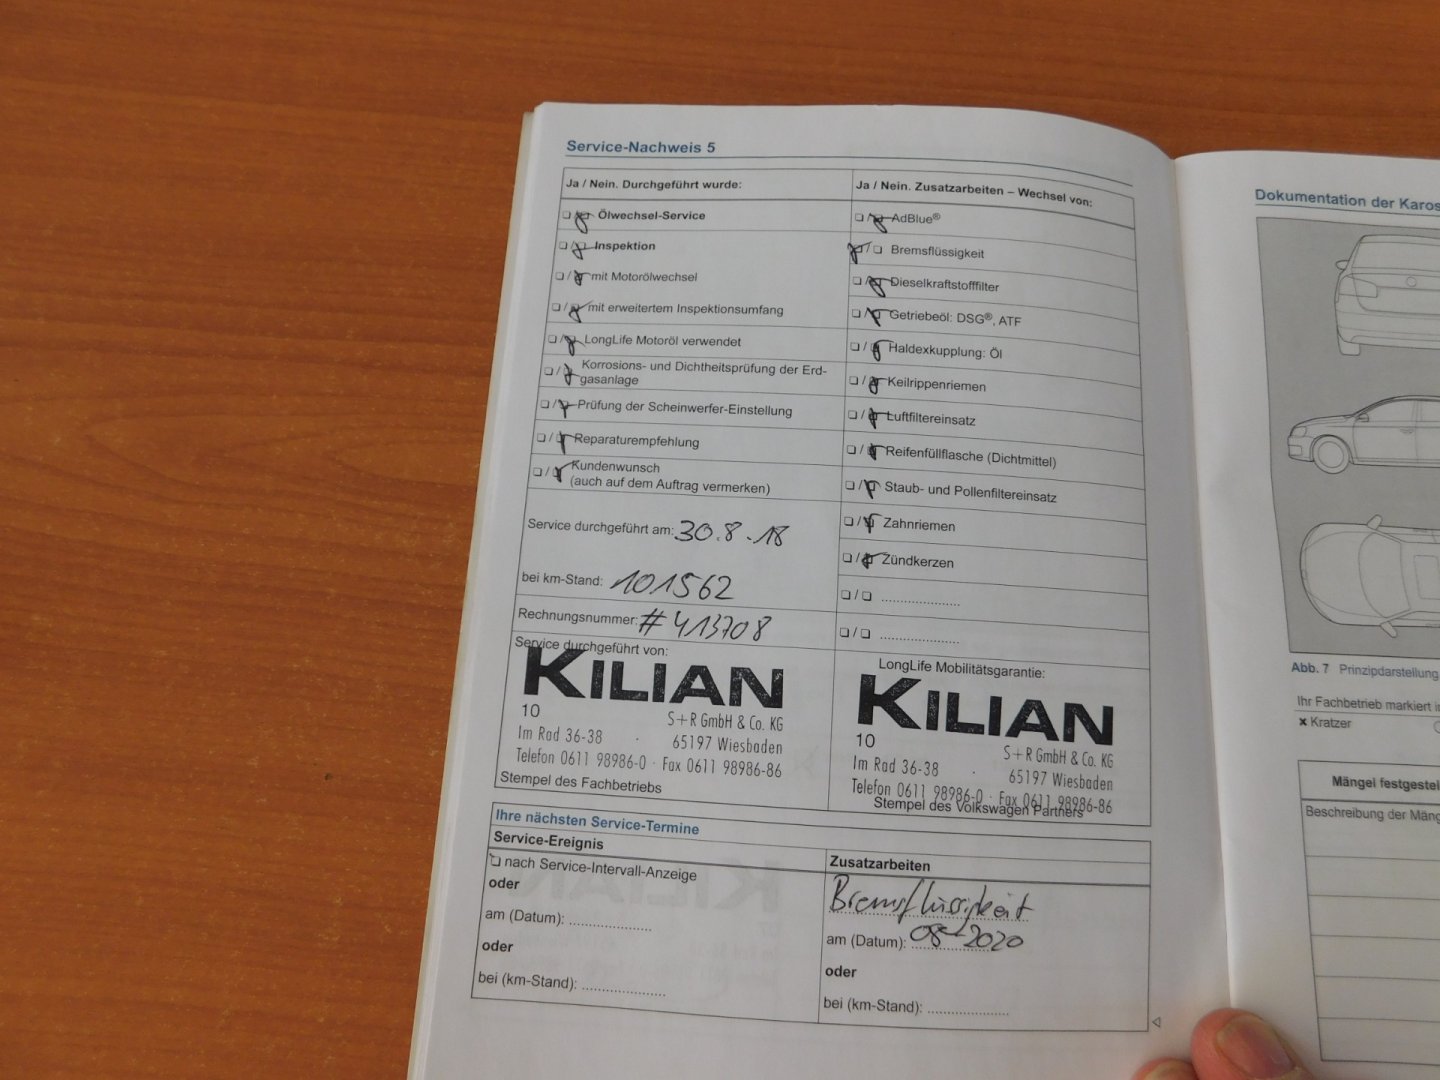 Service-Nachweis 5
Ja / Nein. Durchgeführt wurde:
Ölwechsel-Service
Inspektion
mit Motorölwechsel
mit erweitertem Inspektionsumfang
LongLife Motoröl verwendet
Korrosions- und Dichtheitsprüfung der Erd-
gasanlage
Prüfung der Scheinwerfer-Einstellung
Reparaturempfehlung
Kundenwunsch
(auch auf dem Auftrag vermerken)
Service durchgeführt am: 30.8.18
bei km-Stand: 101562
Rechnungsnummer: #413708
Service durchgeführt von:
KILIAN
10 S+R GmbH & Co. KG
Im Rad 36-38 · 65197 Wiesbaden
Telefon 0611 98986-0 · Fax 0611 98986-86
Stempel des Fachbetriebs
Ja / Nein. Zusatzarbeiten – Wechsel von:
AdBlue®
Bremsflüssigkeit
Dieselkraftstofffilter
Getriebeöl: DSG®, ATF
Haldexkupplung: Öl
Keilrippenriemen
Luftfiltereinsatz
Reifenfüllflasche (Dichtmittel)
Staub- und Pollenfiltereinsatz
Zahnriemen
Zündkerzen
LongLife Mobilitätsgarantie:
KILIAN
10 S+R GmbH & Co. KG
Im Rad 36-38 · 65197 Wiesbaden
Telefon 0611 98986-0 · Fax 0611 98986-86
Stempel des Volkswagen Partners
Ihre nächsten Service-Termine
Service-Ereignis
nach Service-Intervall-Anzeige
oder
am (Datum): ....................
oder
bei (km-Stand): ....................
Zusatzarbeiten
Bremsflüssigkeit
am (Datum): 08 2020
oder
bei (km-Stand): ....................
Dokumentation der Karos
Abb. 7 Prinzipdarstellung
Ihr Fachbetrieb markiert i
× Kratzer
Mängel festgestel
Beschreibung der Mäng